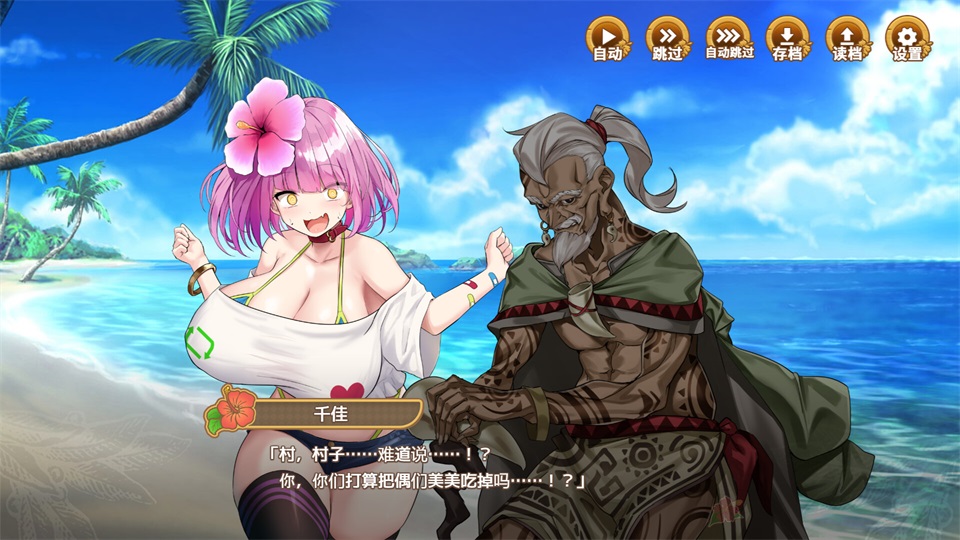 自动
跳过
自动跳过
存档
读档
设置
千佳
「村，村子……难道说……！？
你，你们打算把偶们美美吃掉吗……！？」